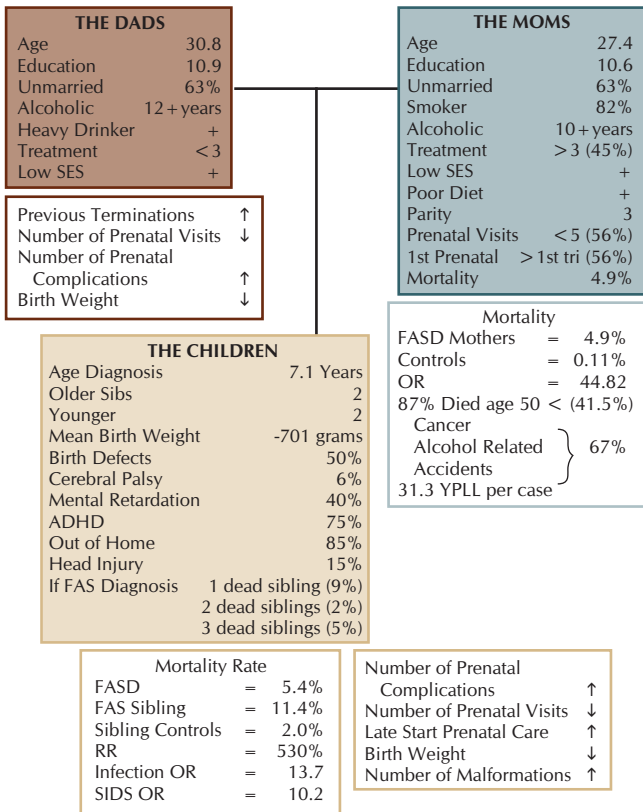 THE DADS
Age 30.8
Education 10.9
Unmarried 63%
Alcoholic 12+years
Heavy Drinker +
Treatment <3
Low SES +
THE MOMS
Age 27.4
Education 10.6
Unmarried 63%
Smoker 82%
Alcoholic 10+years
Treatment >3 (45%)
Low SES +
Poor Diet +
Parity 3
Prenatal Visits <5 (56%)
1st Prenatal >1st tri (56%)
Mortality 4.9%
Previous Terminations ↑
Number of Prenatal Visits ↓
Number of Prenatal
Complications ↑
Birth Weight ↓
Mortality
FASD Mothers = 4.9%
Controls = 0.11%
OR = 44.82
87% Died age 50 < (41.5%)
Cancer
Alcohol Related 67%
Accidents
31.3 YPLL per case
THE CHILDREN
Age Diagnosis 7.1 Years
Older Sibs 2
Younger 2
Mean Birth Weight -701 grams
Birth Defects 50%
Cerebral Palsy 6%
Mental Retardation 40%
ADHD 75%
Out of Home 85%
Head Injury 15%
If FAS Diagnosis 1 dead sibling (9%)
2 dead siblings (2%)
3 dead siblings (5%)
Mortality Rate
FASD = 5.4%
FAS Sibling = 11.4%
Sibling Controls = 2.0%
RR = 530%
Infection OR = 13.7
SIDS OR = 10.2
Number of Prenatal
Complications ↑
Number of Prenatal Visits ↓
Late Start Prenatal Care ↑
Birth Weight ↓
Number of Malformations ↑